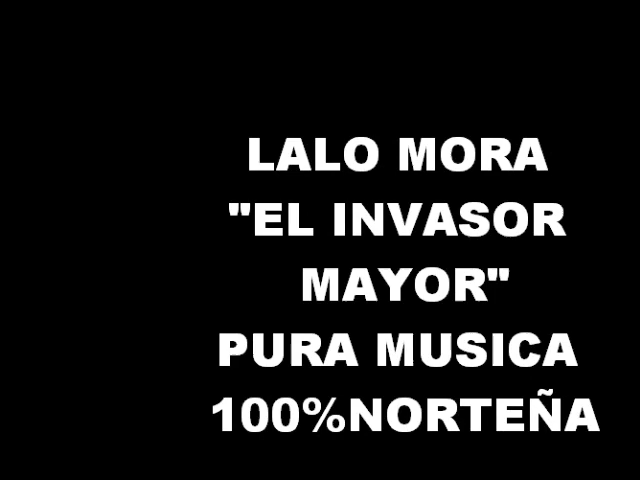 LALO MORA
"EL INVASOR
MAYOR"
PURA MUSICA
100%NORTEÑA